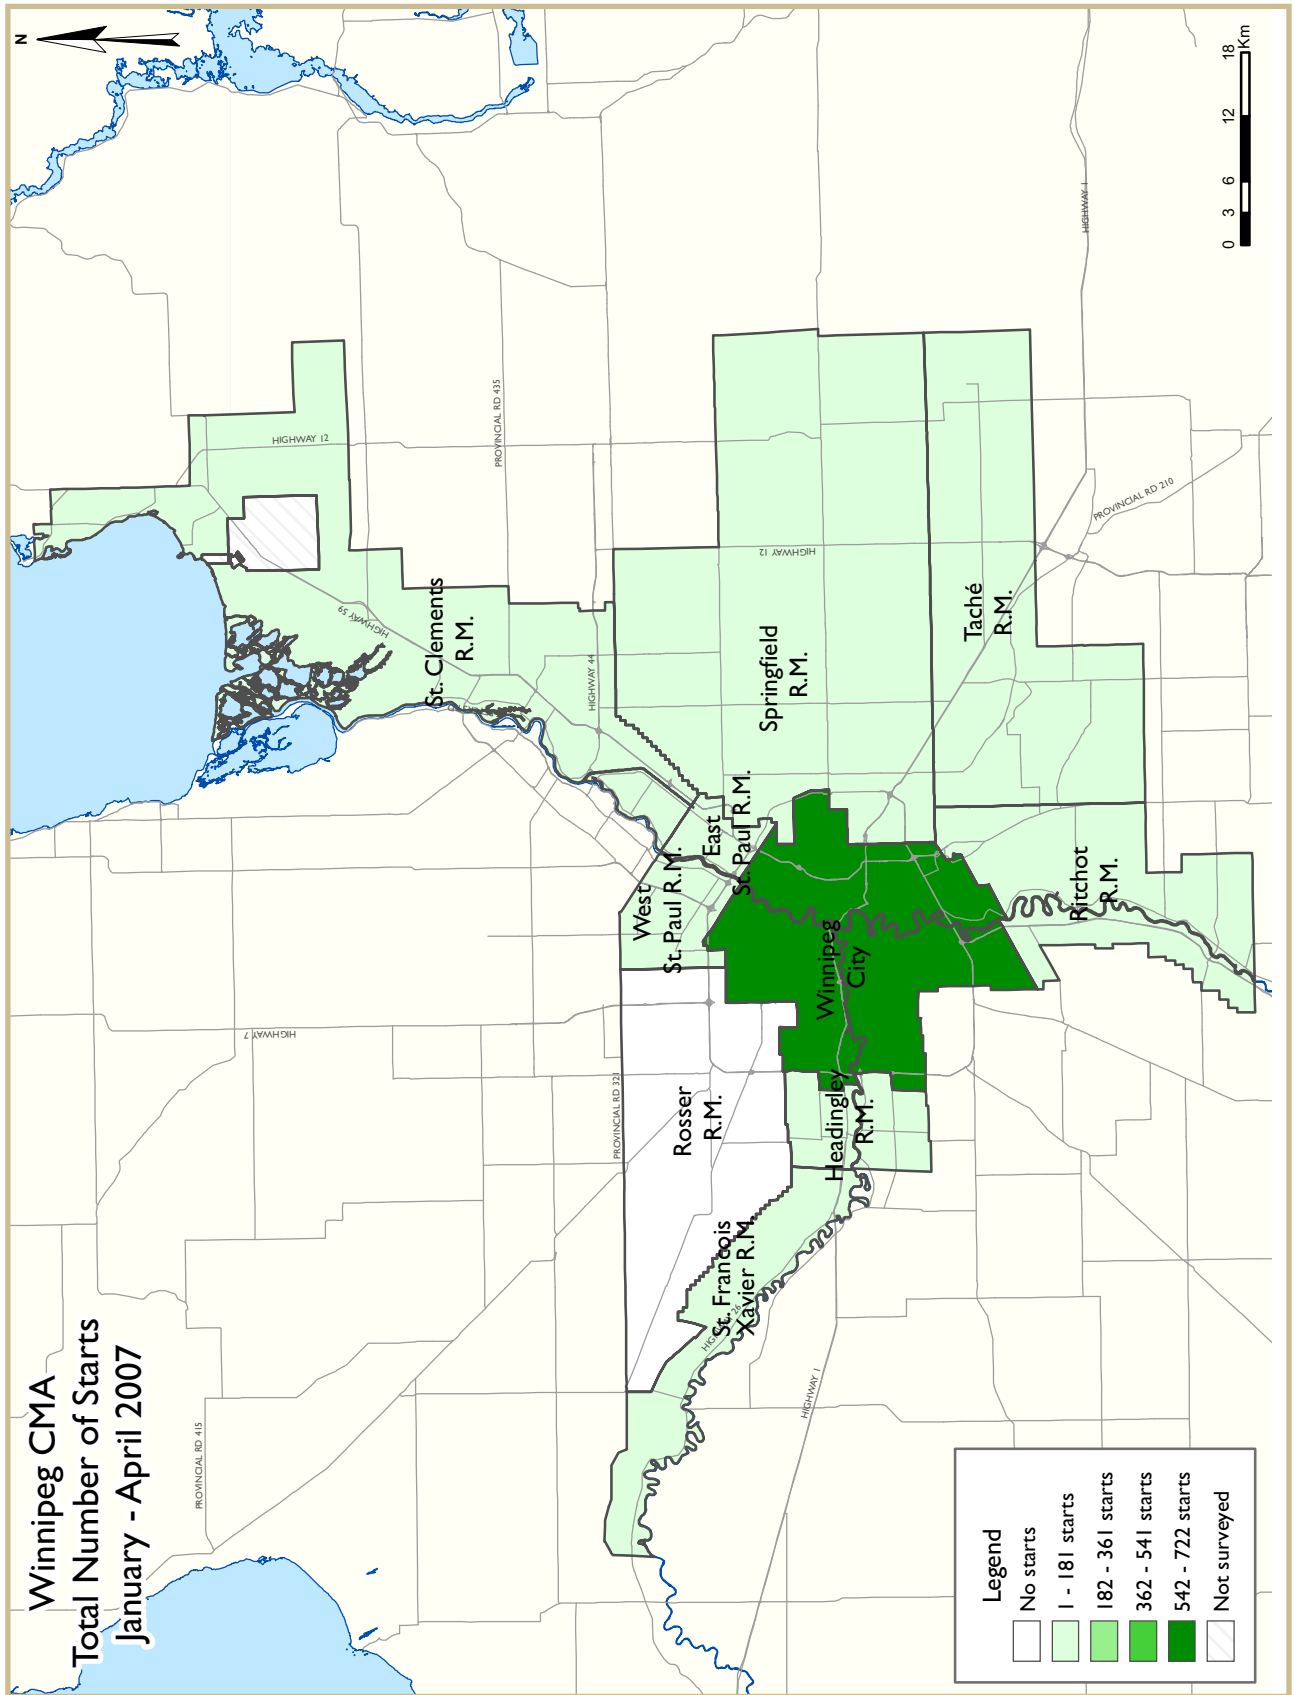 Winnipeg CMA
Total Number of Starts
January - April 2007
N
PROVINCIAL RD 415
HIGHWAY 7
HIGHWAY 12
HIGHWAY 59
PROVINCIAL RD 435
St. Clements
R.M.
HIGHWAY 44
PROVINCIAL RD 321
Rosser
R.M.
West
St. Paul R.M.
East
St. Paul R.M.
Springfield
R.M.
HIGHWAY 12
St. Francois
Xavier R.M.
Headingley
R.M.
Winnipeg
City
Taché
R.M.
Ritchot
R.M.
HIGHWAY 1
HIGHWAY 1
PROVINCIAL RD 210
Legend
No starts
1 - 181 starts
182 - 361 starts
362 - 541 starts
542 - 722 starts
Not surveyed
0 3 6 12 18
Km